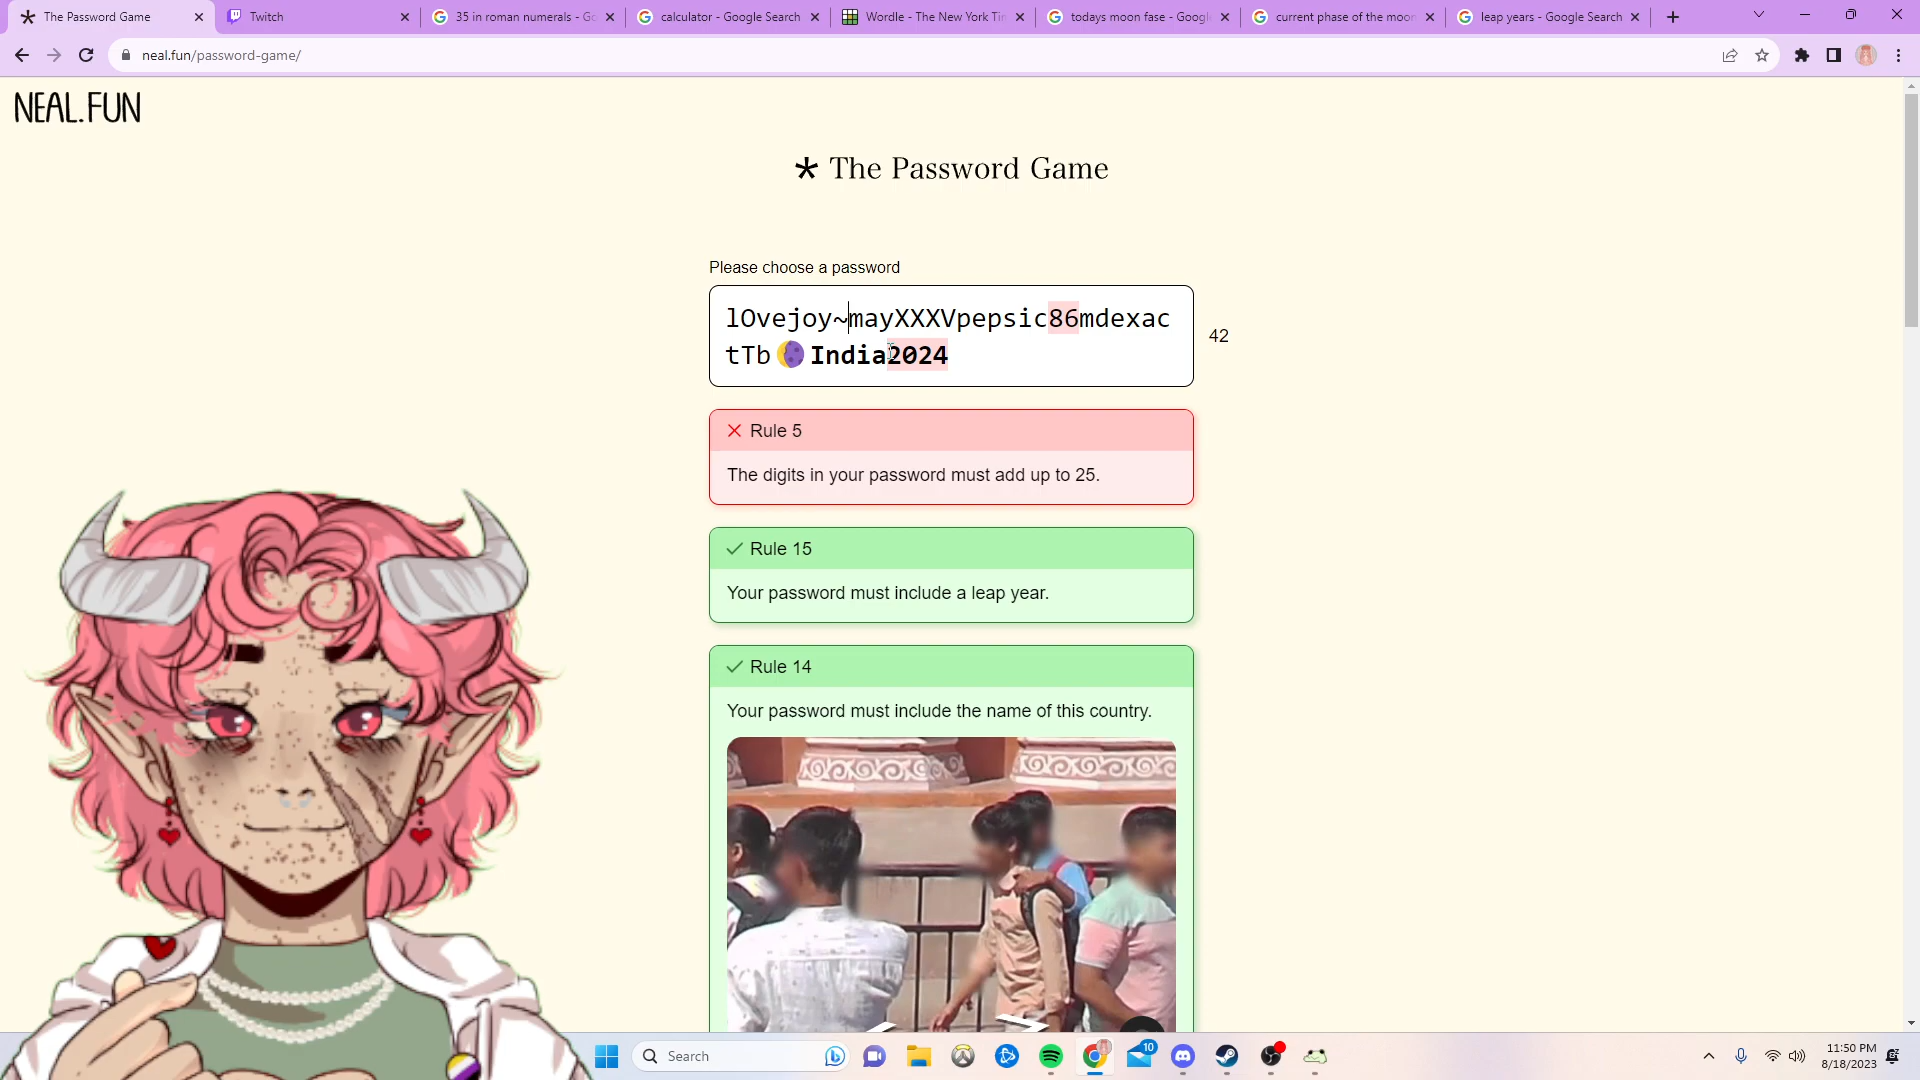 The Password Game
Twitch
35 in roman numerals - Go
calculator - Google Search
Wordle - The New York Tin
todays moon fase - Googl
current phase of the moon
leap years - Google Search
neal.fun/password-game/
NEAL.FUN
* The Password Game
Please choose a password
lOvejoy~mayXXXVpepsic86mdexac
tTb🌘India2024
42
Rule 5
The digits in your password must add up to 25.
Rule 15
Your password must include a leap year.
Rule 14
Your password must include the name of this country.
Search
10
11:50 PM
8/18/2023